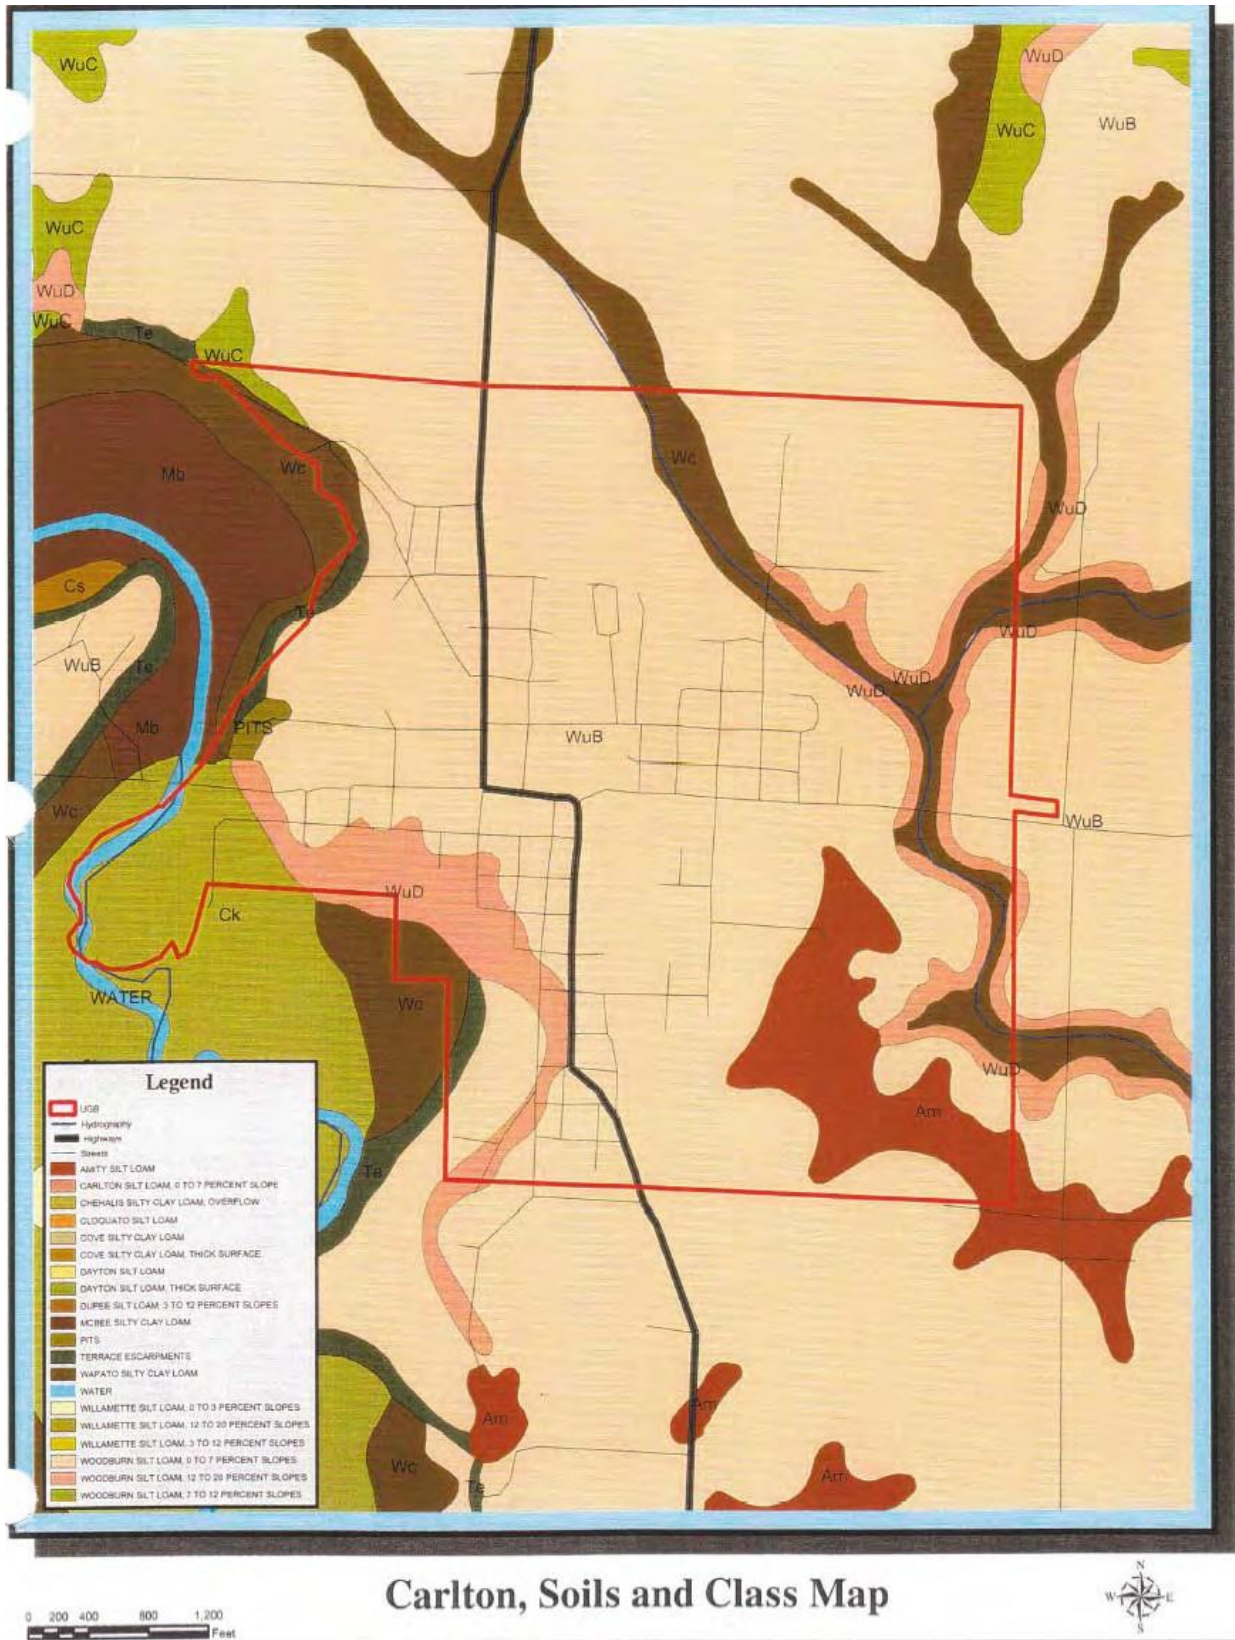 WuC
WuD
WuC
WuB
WuC
WuD
WuC
Te
WuC
Wc
Wc
Mb
WuD
Cs
Te
WuD
WuB
Te
WuD
WuD
Mb
PITS
WuB
Wc
WuB
WuD
Ck
WATER
Wc
WuD
Am
Te
Am
Am
Wc
Am
Te
Legend
UGB
Hydrography
Highways
Streets
AMITY SILT LOAM
CARLTON SILT LOAM, 0 TO 7 PERCENT SLOPE
CHEHALIS SILTY CLAY LOAM, OVERFLOW
CLOQUATO SILT LOAM
COVE SILTY CLAY LOAM
COVE SILTY CLAY LOAM, THICK SURFACE
DAYTON SILT LOAM
DAYTON SILT LOAM, THICK SURFACE
DUPEE SILT LOAM, 3 TO 12 PERCENT SLOPES
MCBEE SILTY CLAY LOAM
PITS
TERRACE ESCARPMENTS
WAPATO SILTY CLAY LOAM
WATER
WILLAMETTE SILT LOAM, 0 TO 3 PERCENT SLOPES
WILLAMETTE SILT LOAM, 12 TO 20 PERCENT SLOPES
WILLAMETTE SILT LOAM, 3 TO 12 PERCENT SLOPES
WOODBURN SILT LOAM, 0 TO 7 PERCENT SLOPES
WOODBURN SILT LOAM, 12 TO 20 PERCENT SLOPES
WOODBURN SILT LOAM, 7 TO 12 PERCENT SLOPES
Carlton, Soils and Class Map
N
W E
S
0 200 400 800 1,200
Feet